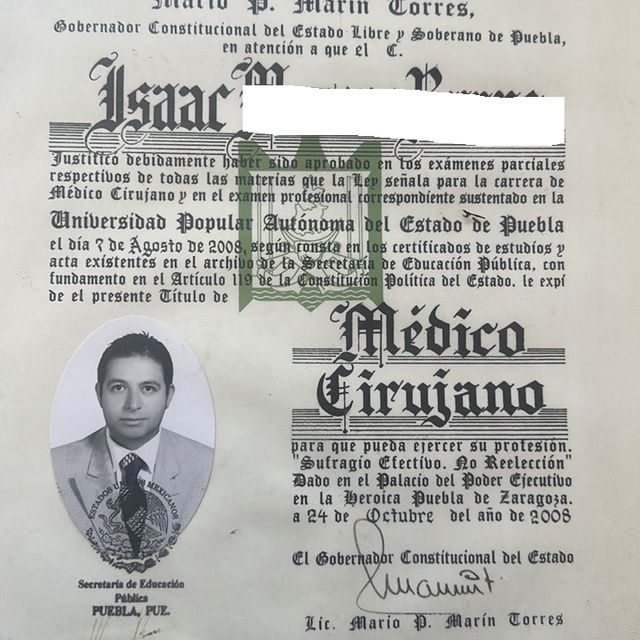 Mario P. Marín Torres,
Gobernador Constitucional del Estado Libre y Soberano de Puebla,
en atención a que el C.
Isaac
Justificó debidamente haber sido aprobado en los exámenes parciales
respectivos de todas las materias que la Ley señala para la carrera de
Médico Cirujano y en el examen profesional correspondiente sustentado en la
Universidad Popular Autónoma del Estado de Puebla
el día 7 de Agosto de 2008, según consta en los certificados de estudios y
acta existentes en el archivo de la Secretaría de Educación Pública, con
fundamento en el Artículo 119 de la Constitución Política del Estado. le expi
de el presente Título de
Médico
Cirujano
para que pueda ejercer su profesión.
"Sufragio Efectivo. No Reelección"
Dado en el Palacio del Poder Ejecutivo
en la Heroica Puebla de Zaragoza.
a 24 de Octubre del año de 2008
El Gobernador Constitucional del Estado
Lic. Mario P. Marín Torres
ESTADOS UNIDOS MEXICANOS
Secretaría de Educación
Pública
PUEBLA, PUE.